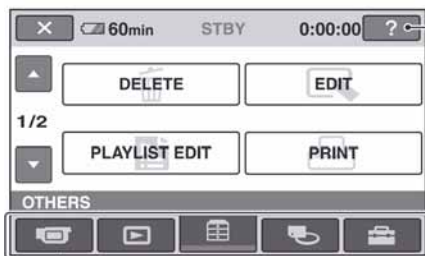 60min STBY 0:00:00 ?
DELETE EDIT
1/2
PLAYLIST EDIT PRINT
OTHERS